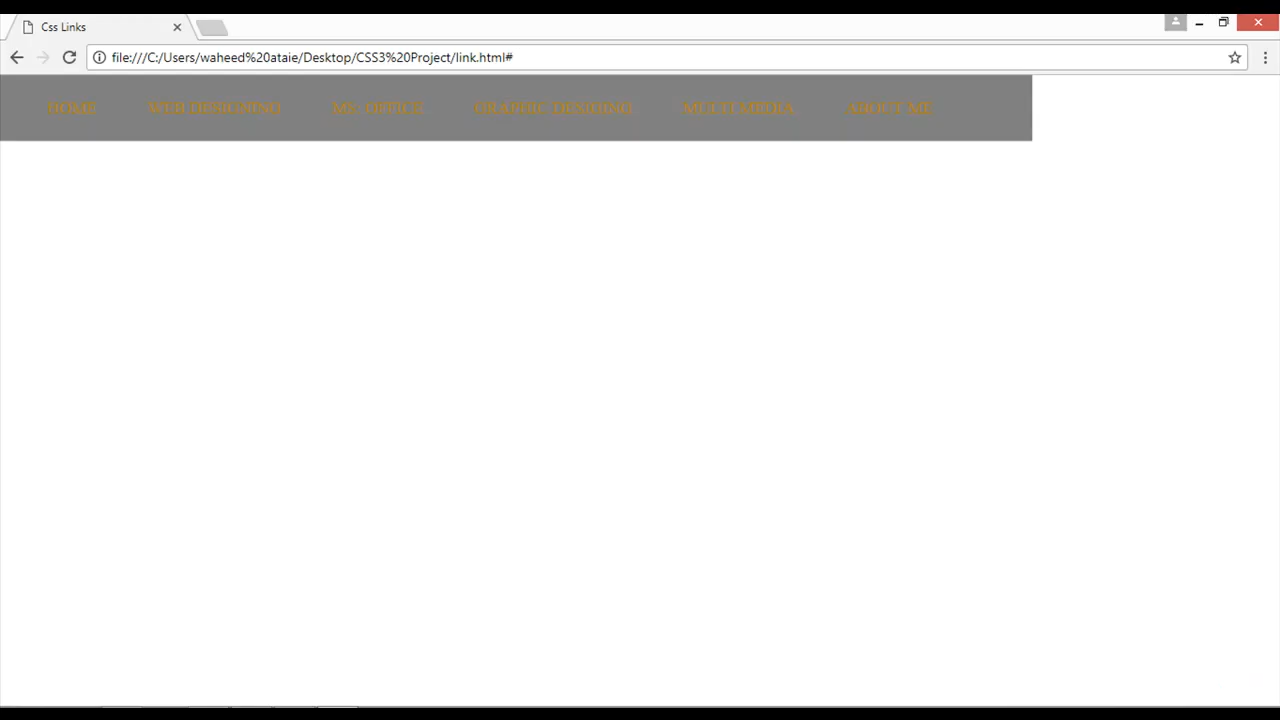 Css Links
file:///C:/Users/waheed%20ataie/Desktop/CSS3%20Project/link.html#
HOME WEB DESIGNING MS. OFFICE GRAPHIC DESIGING MULTI MEDIA ABOUT ME